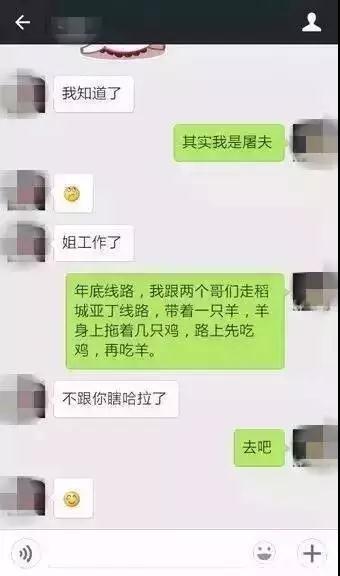 我知道了
其实我是屠夫
姐工作了
年底线路，我跟两个哥们走稻
城亚丁线路，带着一只羊，羊
身上拖着几只鸡，路上先吃
鸡，再吃羊。
不跟你瞎哈拉了
去吧